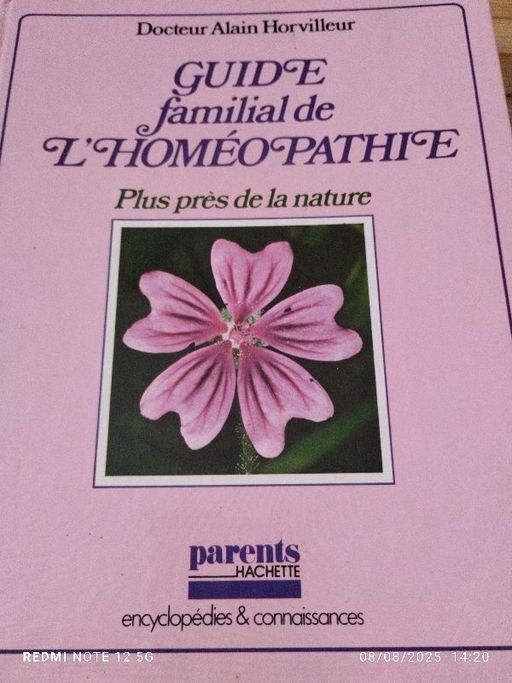 Docteur Alain Horvilleur
GUIDE
familial de
L'HOMÉOPATHIE
Plus près de la nature
parents
HACHETTE
encyclopédies & connaissances
REDMI NOTE 12 5G
08/08/2025 14:20